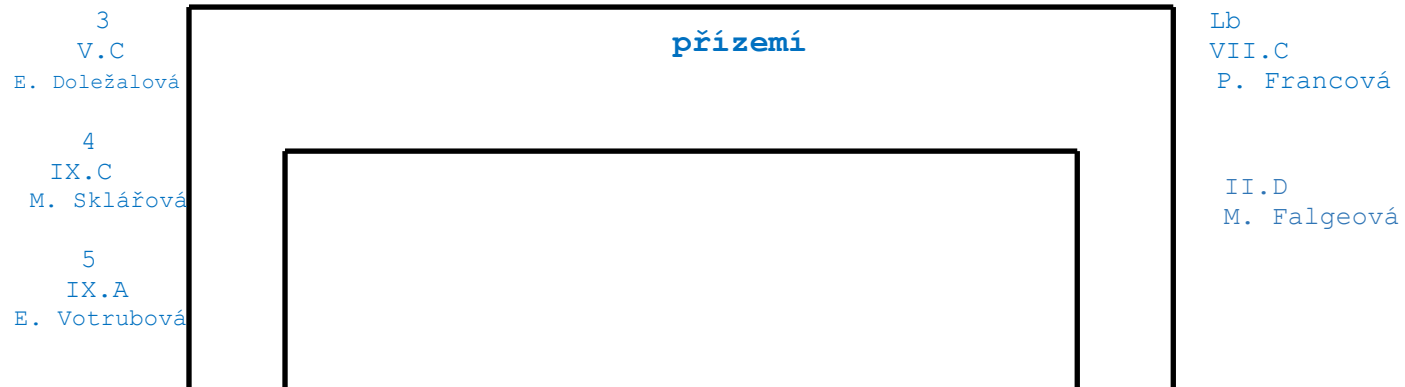 přízemí
3
V.C
E. Doležalová
4
IX.C
M. Sklářová
5
IX.A
E. Votrubová
Lb
VII.C
P. Francová
II.D
M. Falgeová